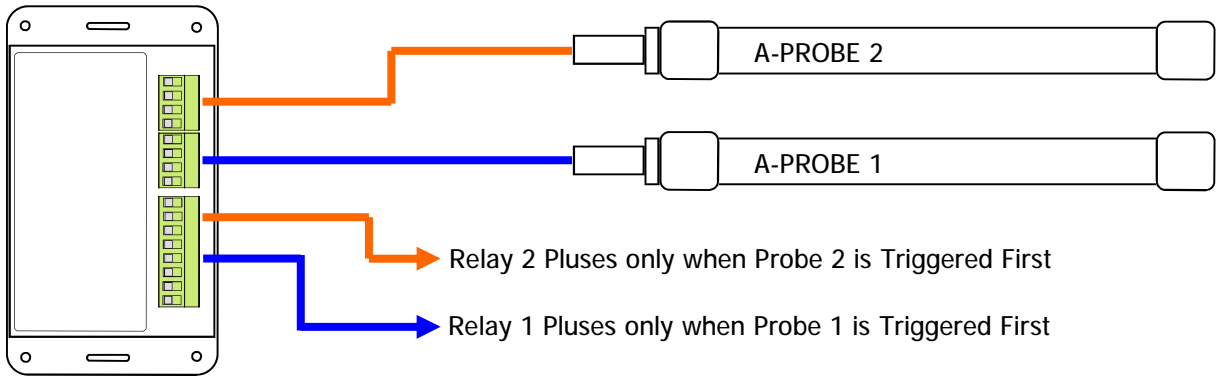 A-PROBE 2
A-PROBE 1
Relay 2 Pluses only when Probe 2 is Triggered First
Relay 1 Pluses only when Probe 1 is Triggered First